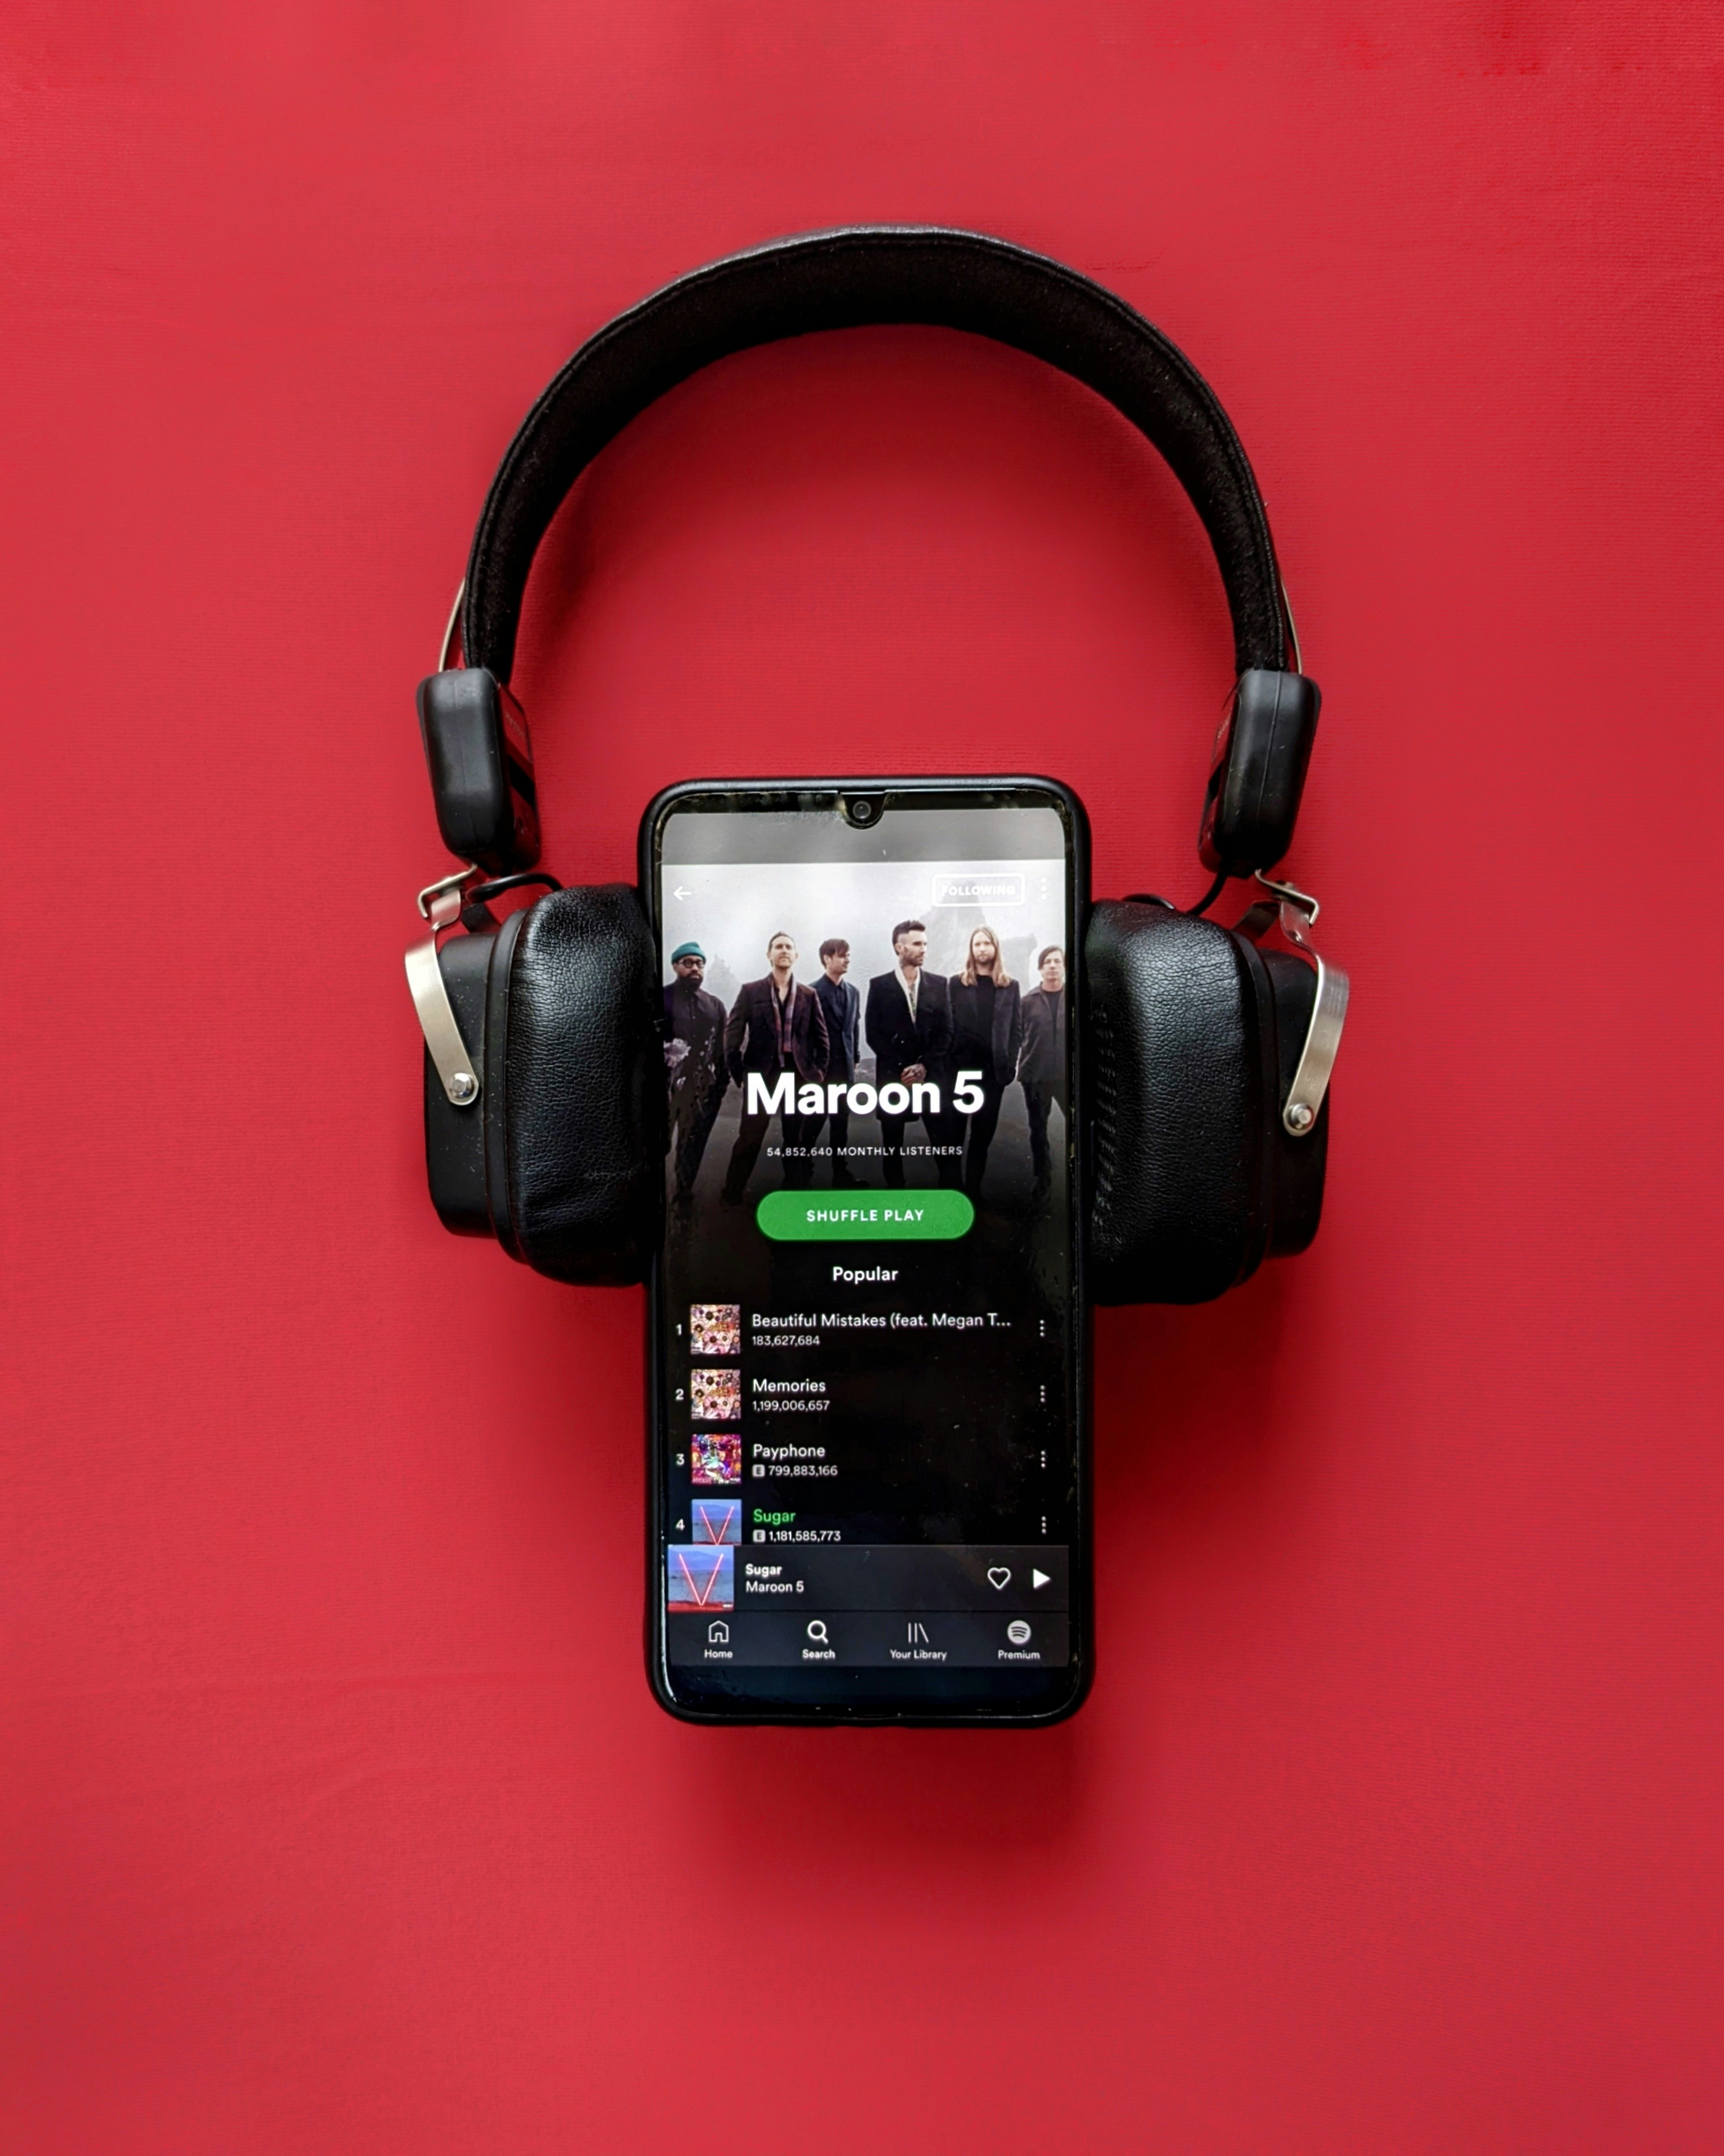 FOLLOWING
Maroon 5
54,852,640 MONTHLY LISTENERS
SHUFFLE PLAY
Popular
1
Beautiful Mistakes (feat. Megan T...
183,627,684
2
Memories
1,199,006,657
3
Payphone
E 799,883,166
4
Sugar
E 1,181,585,773
Sugar
Maroon 5
Home Search Your Library Premium